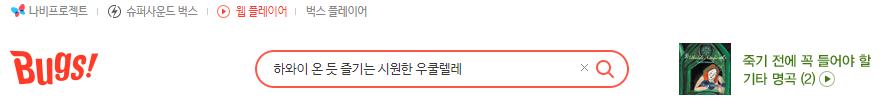 나비프로젝트 슈퍼사운드 벅스 웹 플레이어 벅스 플레이어
Bugs!
하와이 온 듯 즐기는 시원한 우쿨렐레
죽기 전에 꼭 들어야 할
기타 명곡 (2)